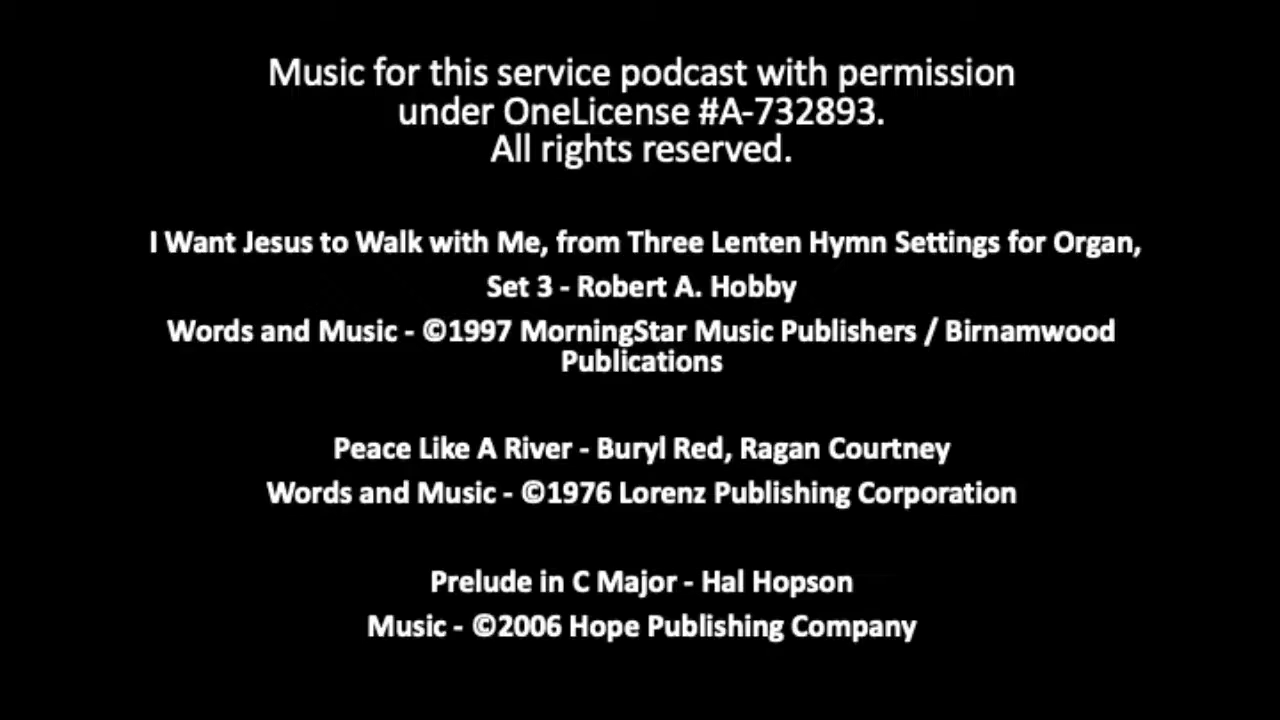 Music for this service podcast with permission
under OneLicense #A-732893.
All rights reserved.
I Want Jesus to Walk with Me, from Three Lenten Hymn Settings for Organ,
Set 3 - Robert A. Hobby
Words and Music - ©1997 MorningStar Music Publishers / Birnamwood
Publications
Peace Like A River - Buryl Red, Ragan Courtney
Words and Music - ©1976 Lorenz Publishing Corporation
Prelude in C Major - Hal Hopson
Music - ©2006 Hope Publishing Company